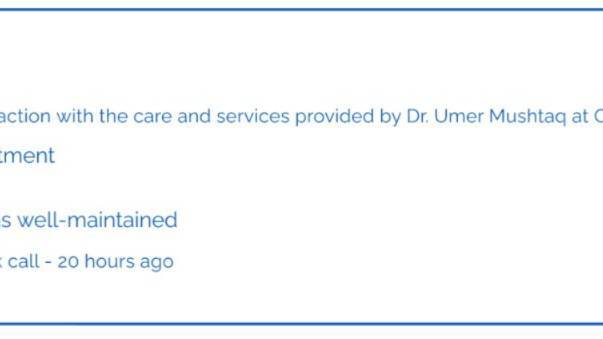 action with the care and services provided by Dr. Umer Mushtaq at
tment
s well-maintained
call - 20 hours ago